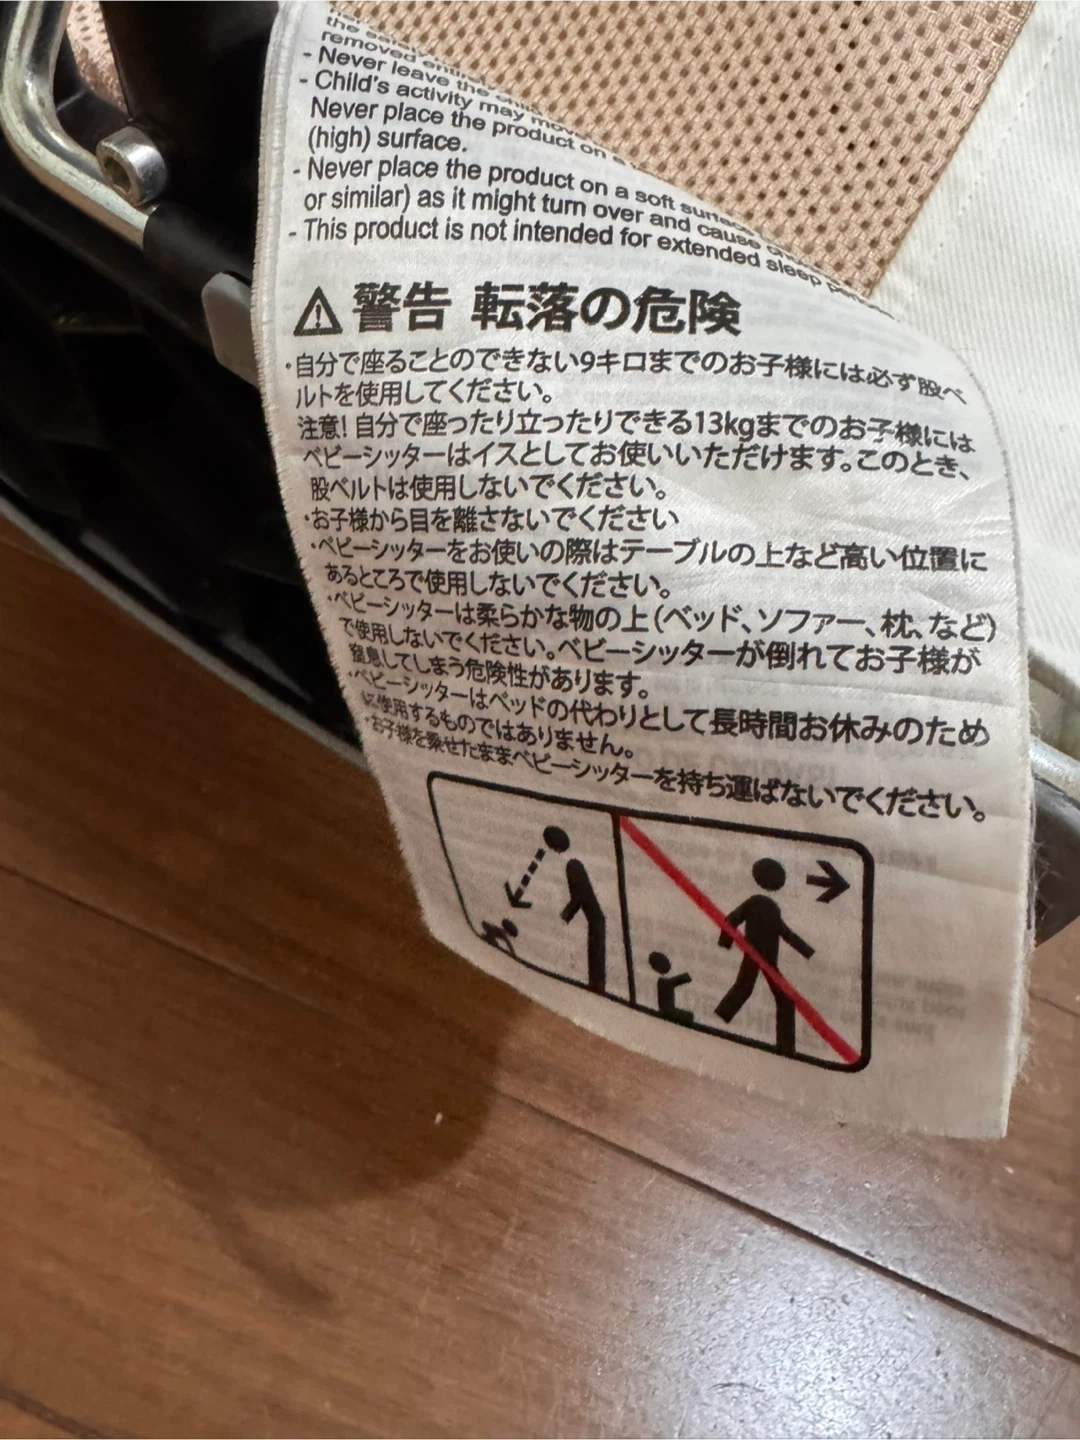 the safety
removed entirely
- Never leave the child
- Child's activity may move
Never place the product on a
(high) surface.
- Never place the product on a soft surface
or similar) as it might turn over and cause
- This product is not intended for extended sleep
警告 転落の危険
・自分で座ることのできない9キロまでのお子様には必ず股ベ
ルトを使用してください。
注意! 自分で座ったり立ったりできる13kgまでのお子様には
ベビーシッターはイスとしてお使いいただけます。このとき、
股ベルトは使用しないでください。
・お子様から目を離さないでください
・ベビーシッターをお使いの際はテーブルの上など高い位置に
あるところで使用しないでください。
・ベビーシッターは柔らかな物の上(ベッド、ソファー、枕、など)
で使用しないでください。ベビーシッターが倒れてお子様が
窒息してしまう危険性があります。
・ベビーシッターはベッドの代わりとして長時間お休みのため
に使用するものではありません。
・お子様を乗せたままベビーシッターを持ち運ばないでください。